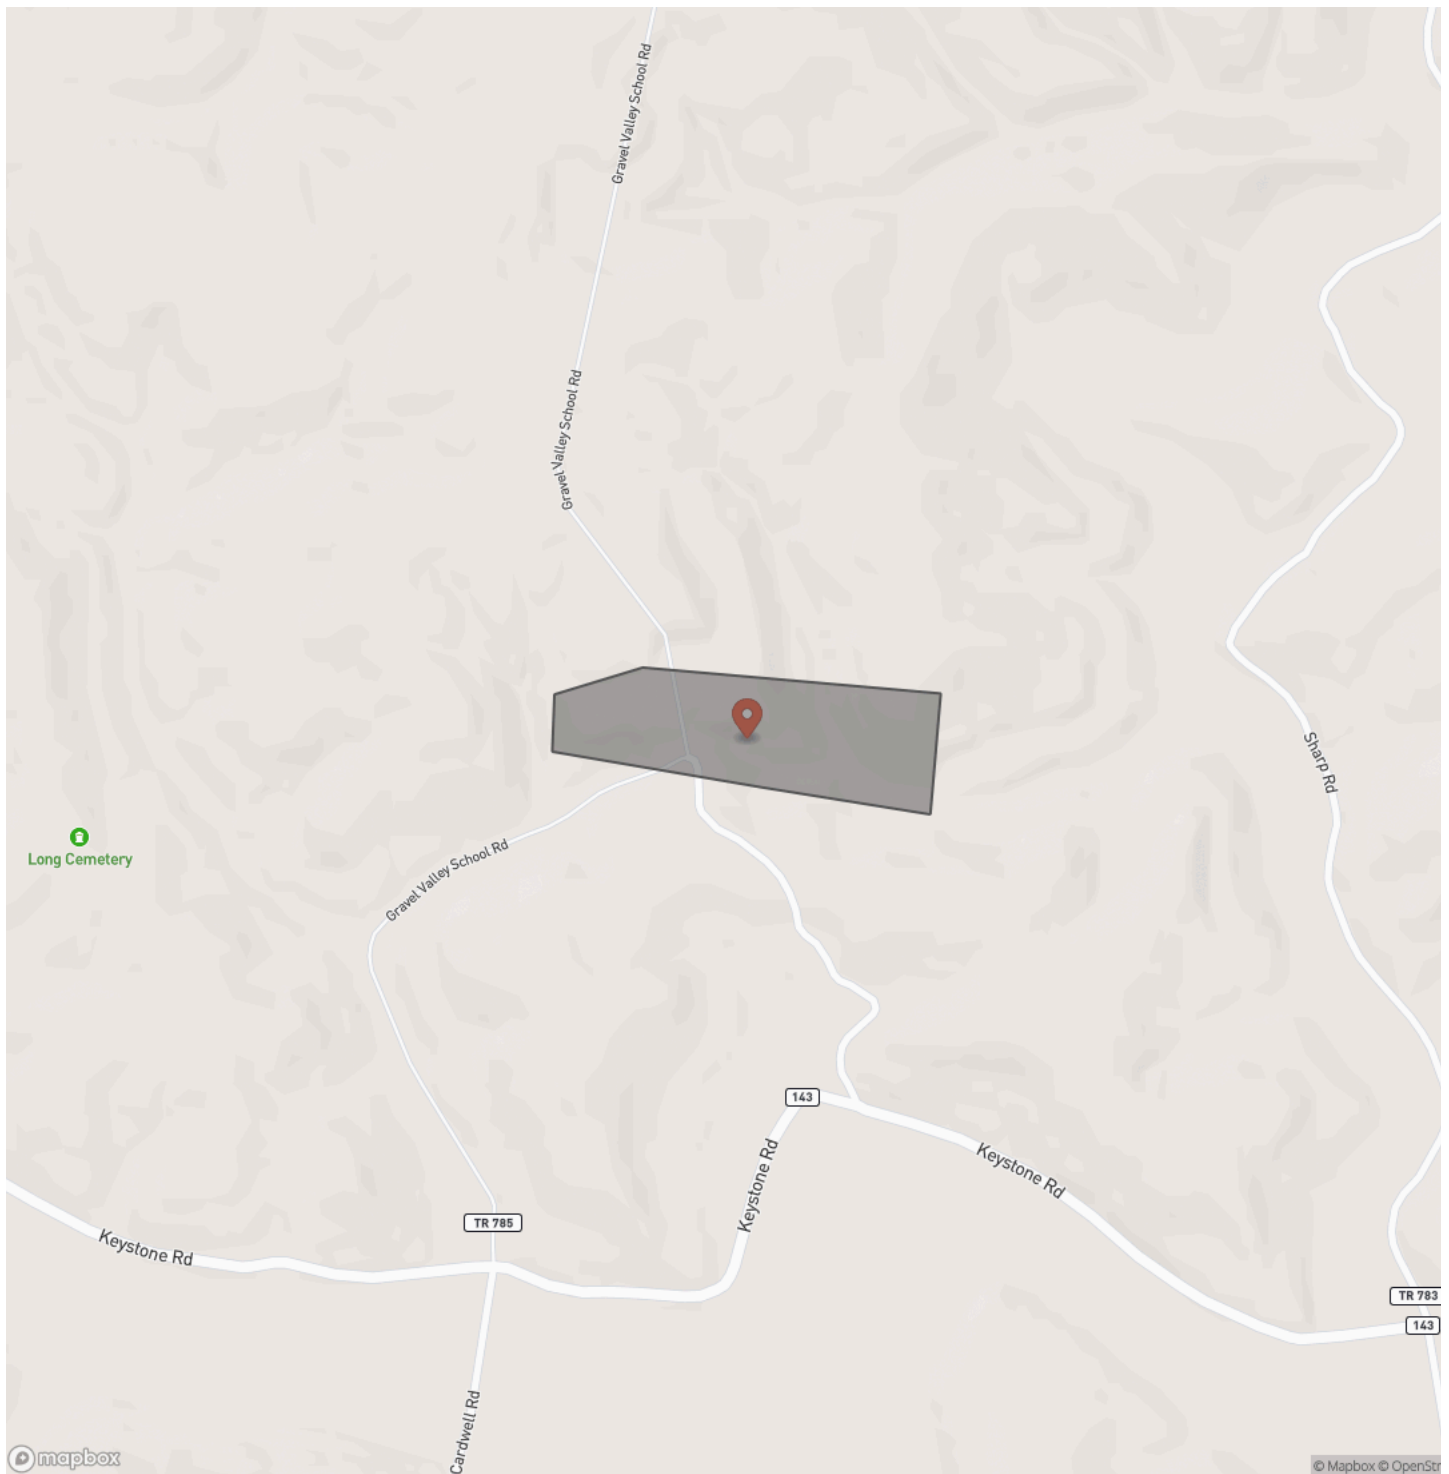 Gravel Valley School Rd
Gravel Valley School Rd
Sharp Rd
Long Cemetery
Gravel Valley School Rd
143
Keystone Rd
Keystone Rd
TR 785
Keystone Rd
TR 783
143
Cardwell Rd
mapbox
© Mapbox © OpenStr